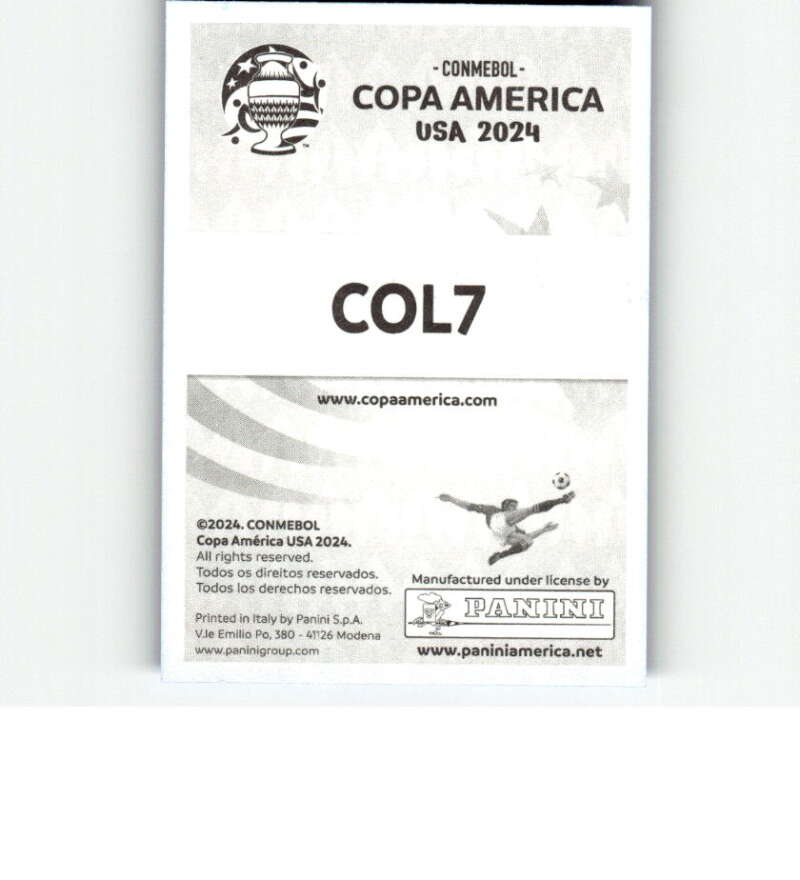 - CONMEBOL -
COPA AMERICA
USA 2024
™
COL7
www.copaamerica.com
©2024. CONMEBOL
Copa América USA 2024.
All rights reserved.
Todos os direitos reservados.
Todos los derechos reservados.
Printed in Italy by Panini S.p.A.
V.le Emilio Po, 380 - 41126 Modena
www.paninigroup.com
Manufactured under license by
PANINI
www.paniniamerica.net